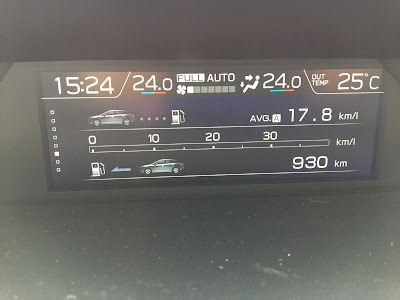 15:24 24.0 FULL AUTO 24.0 OUT TEMP 25°C
AVG. A 17.8 km/l
0 10 20 30 km/l
930 km